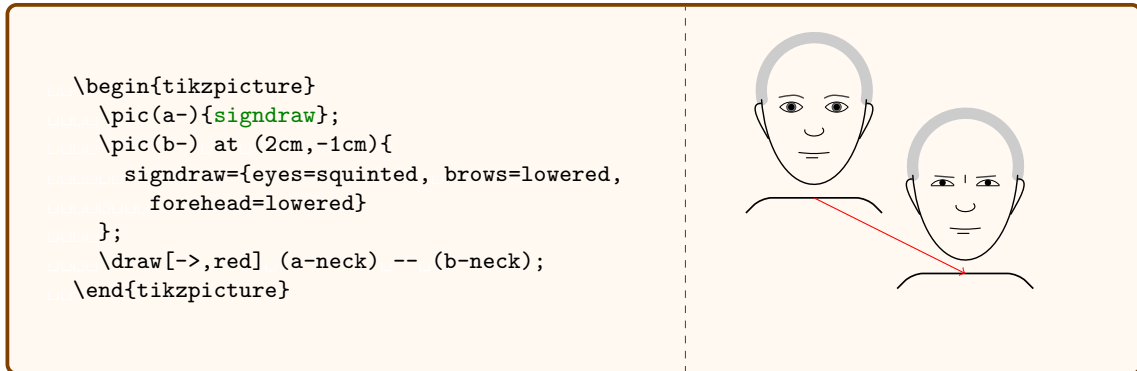 \begin{tikzpicture}
  \pic(a-){signdraw};
  \pic(b-) at (2cm,-1cm){
    signdraw={eyes=squinted, brows=lowered,
      forehead=lowered}
  };
  \draw[->,red] (a-neck) -- (b-neck);
\end{tikzpicture}